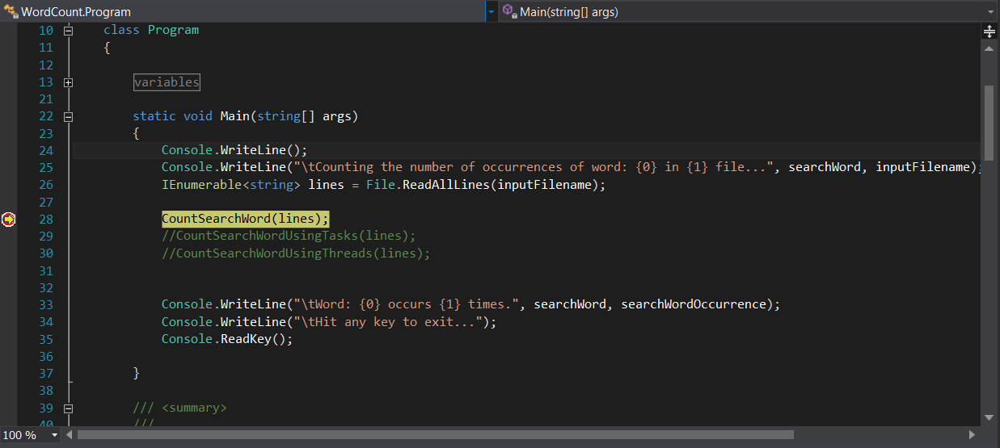 WordCount.Program Main(string[] args)
10 class Program
11 {
12
13 variables
21
22 static void Main(string[] args)
23 {
24 Console.WriteLine();
25 Console.WriteLine("\tCounting the number of occurrences of word: {0} in {1} file...", searchWord, inputFilename);
26 IEnumerable<string> lines = File.ReadAllLines(inputFilename);
27
28 CountSearchWord(lines);
29 //CountSearchWordUsingTasks(lines);
30 //CountSearchWordUsingThreads(lines);
31
32
33 Console.WriteLine("\tWord: {0} occurs {1} times.", searchWord, searchWordOccurrence);
34 Console.WriteLine("\tHit any key to exit...");
35 Console.ReadKey();
36
37 }
38
39 /// <summary>
40 ///
100 %